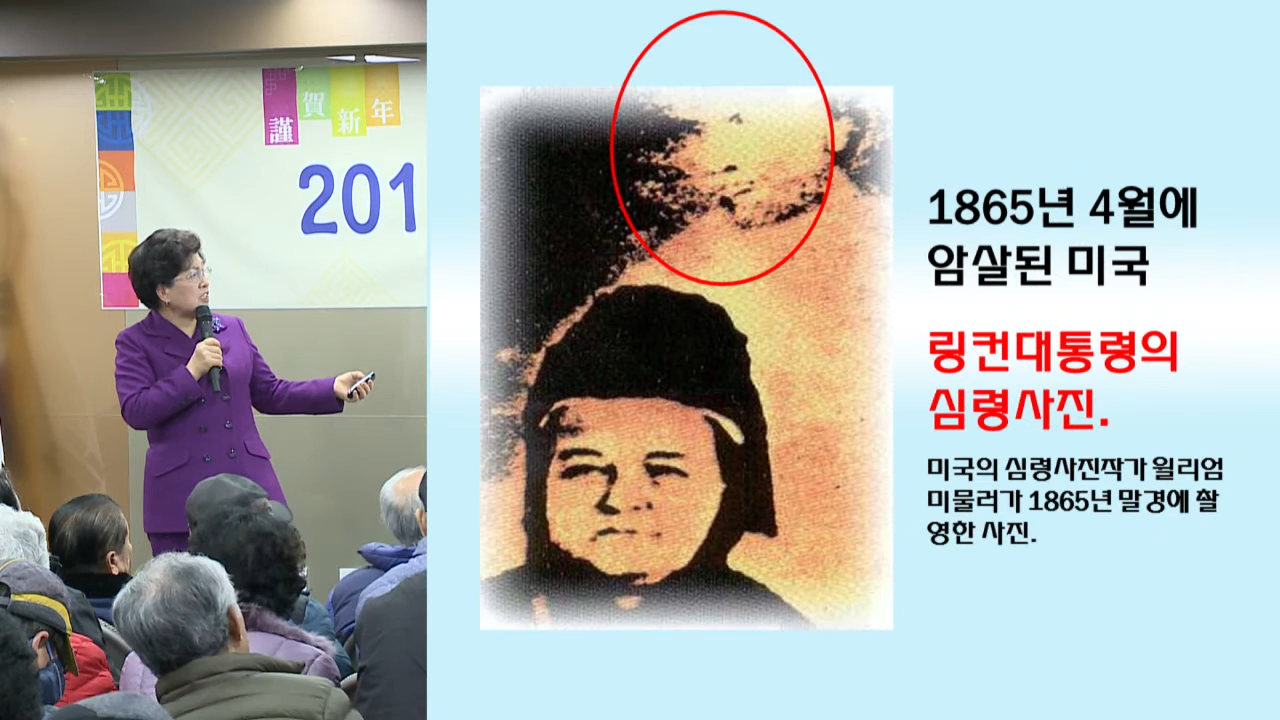 謹賀新年
201
1865년 4월에
암살된 미국
링컨대통령의
심령사진.
미국의 심령사진작가 윌리엄
미물러가 1865년 말경에 촬
영한 사진.